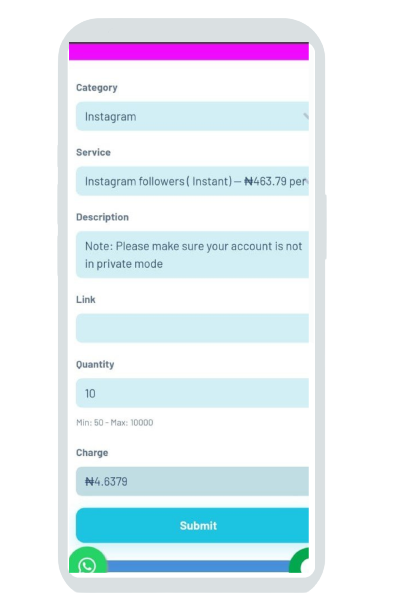 Category
Instagram
Service
Instagram followers ( Instant) – ₦463.79 per
Description
Note: Please make sure your account is not
in private mode
Link
Quantity
10
Min: 50 - Max: 10000
Charge
₦4.6379
Submit